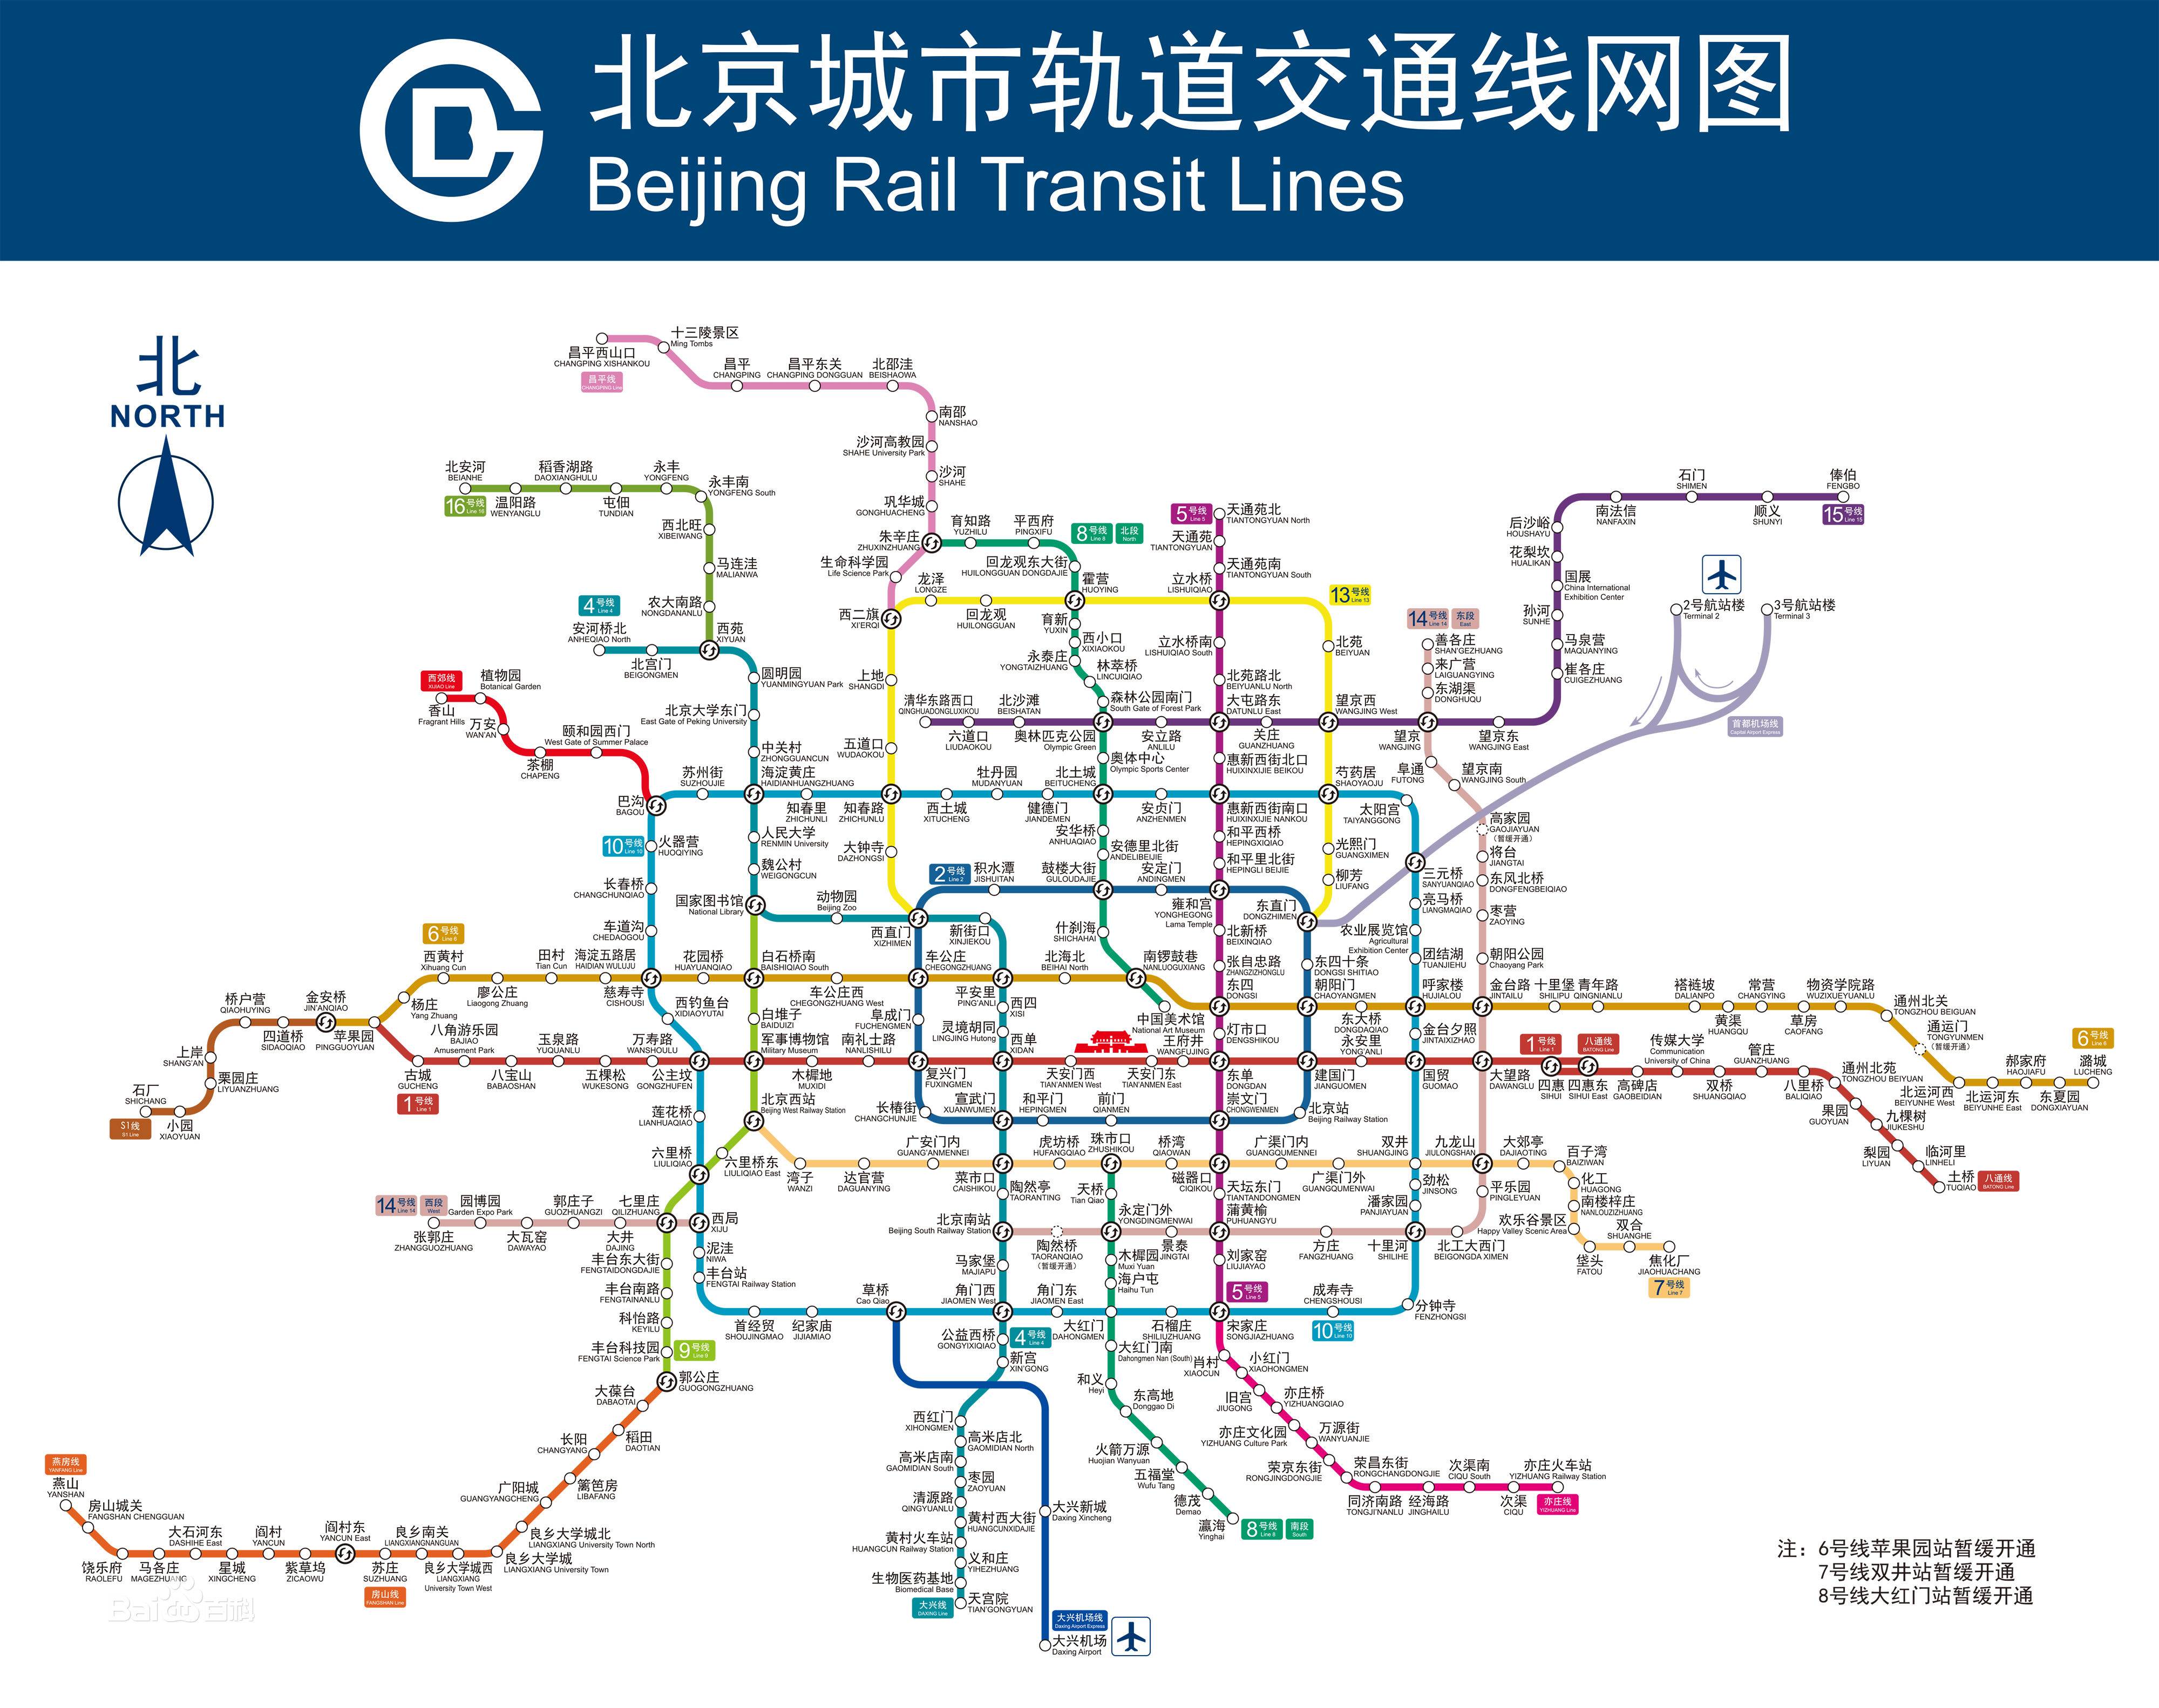 北京城市轨道交通线网图
Beijing Rail Transit Lines
北
NORTH
昌平西山口
CHANGPING XISHANKOU
昌平线
CHANGPING Line
十三陵景区
Ming Tombs
昌平
CHANGPING
昌平东关
CHANGPING DONGGUAN
北邵洼
BEISHAOWA
南邵
NANSHAO
沙河高教园
SHAHE University Park
沙河
SHAHE
巩华城
GONGHUACHENG
朱辛庄
ZHUXINZHUANG
生命科学园
Life Science Park
西二旗
XI'ERQI
北安河
BEIANHE
16号线
Line 16
温阳路
WENYANGLU
稻香湖路
DAOXIANGHULU
屯佃
TUNDIAN
永丰
YONGFENG
永丰南
YONGFENG South
西北旺
XIBEIWANG
马连洼
MALIANWA
农大南路
NONGDANANLU
西苑
XIYUAN
4号线
Line 4
安河桥北
ANHEQIAO North
北宫门
BEIGONGMEN
圆明园
YUANMINGYUAN Park
北京大学东门
East Gate of Peking University
中关村
ZHONGGUANCUN
海淀黄庄
HAIDIANHUANGZHUANG
人民大学
RENMIN University
魏公村
WEIGONGCUN
国家图书馆
National Library
动物园
Beijing Zoo
西直门
XIZHIMEN
新街口
XINJIEKOU
平安里
PING'ANLI
西四
XISI
灵境胡同
LINGJING Hutong
西单
XIDAN
宣武门
XUANWUMEN
菜市口
CAISHIKOU
陶然亭
TAORANTING
北京南站
Beijing South Railway Station
马家堡
MAJIAPU
角门西
JIAOMEN West
公益西桥
GONGYIXIQIAO
4号线
Line 4
新宫
XIN'GONG
西红门
XIHONGMEN
高米店北
GAOMIDIAN North
高米店南
GAOMIDIAN South
枣园
ZAOYUAN
清源路
QINGYUANLU
黄村西大街
HUANGCUNXIDAJIE
黄村火车站
HUANGCUN Railway Station
义和庄
YIHEZHUANG
生物医药基地
Biomedical Base
天宫院
TIAN'GONGYUAN
大兴线
DAXING Line
育知路
YUZHILU
平西府
PINGXIFU
8号线
Line 8
北段
North
回龙观东大街
HUILONGGUAN DONGDAJIE
霍营
HUOYING
育新
YUXIN
西小口
XIXIAOKOU
永泰庄
YONGTAIZHUANG
林萃桥
LINCUIQIAO
森林公园南门
South Gate of Forest Park
奥林匹克公园
Olympic Green
奥体中心
Olympic Sports Center
北土城
BEITUCHENG
安华桥
ANHUAQIAO
安德里北街
ANDELIBEIJIE
鼓楼大街
GULOUDAJIE
什刹海
SHICHAHAI
南锣鼓巷
NANLUOGUXIANG
中国美术馆
National Art Museum
5号线
Line 5
天通苑北
TIANTONGYUAN North
天通苑
TIANTONGYUAN
天通苑南
TIANTONGYUAN South
立水桥
LISHUIQIAO
立水桥南
LISHUIQIAO South
北苑路北
BEIYUANLU North
大屯路东
DATUNLU East
惠新西街北口
HUIXINXIJIE BEIKOU
惠新西街南口
HUIXINXIJIE NANKOU
和平西桥
HEPINGXIQIAO
和平里北街
HEPINGLI BEIJIE
雍和宫
YONGHEGONG
Lama Temple
北新桥
BEIXINQIAO
张自忠路
ZHANGZIZHONGLU
东四
DONGSI
灯市口
DENGSHIKOU
东单
DONGDAN
崇文门
CHONGWENMEN
磁器口
CIQIKOU
天坛东门
TIANTANDONGMEN
蒲黄榆
PUHUANGYU
刘家窑
LIUJIAYAO
5号线
Line 5
宋家庄
SONGJIAZHUANG
龙泽
LONGZE
回龙观
HUILONGGUAN
13号线
Line 13
北苑
BEIYUAN
望京西
WANGJING West
芍药居
SHAOYAOJU
光熙门
GUANGXIMEN
柳芳
LIUFANG
东直门
DONGZHIMEN
上地
SHANGDI
五道口
WUDAOKOU
知春路
ZHICHUNLU
大钟寺
DAZHONGSI
14号线
Line 14
东段
East
善各庄
SHAN'GEZHUANG
来广营
LAIGUANGYING
东湖渠
DONGHUQU
望京
WANGJING
阜通
FUTONG
望京南
WANGJING South
高家园
GAOJIAYUAN
(暂缓开通)
将台
JIANGTAI
东风北桥
DONGFENGBEIQIAO
枣营
ZAOYING
朝阳公园
Chaoyang Park
金台路
JINTAILU
大望路
DAWANGLU
九龙山
JIULONGSHAN
平乐园
PINGLEYUAN
北工大西门
BEIGONGDA XIMEN
十里河
SHILIHE
方庄
FANGZHUANG
景泰
JINGTAI
永定门外
YONGDINGMENWAI
陶然桥
TAORANQIAO
(暂缓开通)
俸伯
FENGBO
15号线
Line 15
顺义
SHUNYI
石门
SHIMEN
南法信
NANFAXIN
后沙峪
HOUSHAYU
花梨坎
HUALIKAN
国展
China International
Exhibition Center
孙河
SUNHE
马泉营
MAQUANYING
崔各庄
CUIGEZHUANG
望京东
WANGJING East
关庄
GUANZHUANG
安立路
ANLILU
北沙滩
BEISHATAN
六道口
LIUDAOKOU
清华东路西口
QINGHUADONGLUXIKOU
2号航站楼
Terminal 2
3号航站楼
Terminal 3
首都机场线
Capital Airport Express
西郊线
XIJIAO Line
香山
Fragrant Hills
植物园
Botanical Garden
万安
WAN'AN
茶棚
CHAPENG
颐和园西门
West Gate of Summer Palace
巴沟
BAGOU
苏州街
SUZHOUJIE
知春里
ZHICHUNLI
西土城
XITUCHENG
牡丹园
MUDANYUAN
健德门
JIANDEMEN
安贞门
ANZHENMEN
太阳宫
TAIYANGGONG
三元桥
SANYUANQIAO
亮马桥
LIANGMAQIAO
农业展览馆
Agricultural
Exhibition Center
团结湖
TUANJIEHU
呼家楼
HUJIALOU
金台夕照
JINTAIXIZHAO
国贸
GUOMAO
双井
SHUANGJING
劲松
JINSONG
潘家园
PANJIAYUAN
分钟寺
FENZHONGSI
成寿寺
CHENGSHOUSI
10号线
Line 10
石榴庄
SHILIUZHUANG
大红门
DAHONGMEN
角门东
JIAOMEN East
草桥
Cao Qiao
纪家庙
JIJIAMIAO
首经贸
SHOUJINGMAO
丰台站
FENGTAI Railway Station
泥洼
NIWA
西局
XIJU
六里桥
LIULIQIAO
莲花桥
LIANHUAQIAO
公主坟
GONGZHUFEN
西钓鱼台
XIDIAOYUTAI
慈寿寺
CISHOUSI
车道沟
CHEDAOGOU
长春桥
CHANGCHUNQIAO
火器营
HUOQIYING
10号线
Line 10
2号线
Line 2
积水潭
JISHUITAN
安定门
ANDINGMEN
东四十条
DONGSI SHITIAO
朝阳门
CHAOYANGMEN
建国门
JIANGUOMEN
北京站
Beijing Railway Station
前门
QIANMEN
和平门
HEPINGMEN
长椿街
CHANGCHUNJIE
复兴门
FUXINGMEN
阜成门
FUCHENGMEN
车公庄
CHEGONGZHUANG
6号线
Line 6
西黄村
Xihuang Cun
杨庄
Yang Zhuang
廖公庄
Liaogong Zhuang
田村
Tian Cun
海淀五路居
HAIDIAN WULUJU
花园桥
HUAYUANQIAO
白石桥南
BAISHIQIAO South
车公庄西
CHEGONGZHUANG West
北海北
BEIHAI North
东大桥
DONGDAQIAO
十里堡
SHILIPU
青年路
QINGNIANLU
褡裢坡
DALIANPO
黄渠
HUANGQU
常营
CHANGYING
草房
CAOFANG
物资学院路
WUZIXUEYUANLU
通州北关
TONGZHOU BEIGUAN
通运门
TONGYUNMEN
(暂缓开通)
北运河西
BEIYUNHE West
北运河东
BEIYUNHE East
郝家府
HAOJIAFU
东夏园
DONGXIAYUAN
潞城
LUCHENG
6号线
Line 6
S1线
S1 Line
石厂
SHICHANG
小园
XIAOYUAN
栗园庄
LIYUANZHUANG
上岸
SHANG'AN
桥户营
QIAOHUYING
四道桥
SIDAOQIAO
金安桥
JIN'ANQIAO
苹果园
PINGGUOYUAN
古城
GUCHENG
1号线
Line 1
八角游乐园
BAJIAO
Amusement Park
八宝山
BABAOSHAN
玉泉路
YUQUANLU
五棵松
WUKESONG
万寿路
WANSHOULU
军事博物馆
Military Museum
木樨地
MUXIDI
南礼士路
NANLISHILU
天安门西
TIAN'ANMEN West
天安门东
TIAN'ANMEN East
王府井
WANGFUJING
永安里
YONG'ANLI
1号线
Line 1
四惠
SIHUI
八通线
BATONG Line
四惠东
SIHUI East
高碑店
GAOBEIDIAN
传媒大学
Communication
University of China
双桥
SHUANGQIAO
管庄
GUANZHUANG
八里桥
BALIQIAO
通州北苑
TONGZHOU BEIYUAN
果园
GUOYUAN
九棵树
JIUKESHU
梨园
LIYUAN
临河里
LINHELI
土桥
TUQIAO
八通线
BATONG Line
白堆子
BAIDUIZI
北京西站
Beijing West Railway Station
六里桥东
LIULIQIAO East
七里庄
QILIZHUANG
丰台东大街
FENGTAIDONGDAJIE
丰台南路
FENGTAINANLU
科怡路
KEYILU
丰台科技园
FENGTAI Science Park
9号线
Line 9
郭公庄
GUOGONGZHUANG
14号线
Line 14
西段
West
张郭庄
ZHANGGUOZHUANG
园博园
Garden Expo Park
大瓦窑
DAWAYAO
郭庄子
GUOZHUANGZI
大井
DAJING
湾子
WANZI
达官营
DAGUANYING
广安门内
GUANG'ANMENNEI
虎坊桥
HUFANGQIAO
珠市口
ZHUSHIKOU
桥湾
QIAOWAN
广渠门内
GUANGQUMENNEI
广渠门外
GUANGQUMENWAI
大郊亭
DAJIAOTING
百子湾
BAIZIWAN
化工
HUAGONG
南楼梓庄
NANLOUZIZHUANG
欢乐谷景区
Happy Valley Scenic Area
垡头
FATOU
双合
SHUANGHE
焦化厂
JIAOHUACHANG
7号线
Line 7
天桥
Tian Qiao
木樨园
Muxi Yuan
海户屯
Haihu Tun
大红门南
Dahongmen Nan (South)
和义
Heyi
东高地
Donggao Di
火箭万源
Huojian Wanyuan
五福堂
Wufu Tang
德茂
Demao
瀛海
Yinghai
8号线
Line 8
南段
South
肖村
XIAOCUN
小红门
XIAOHONGMEN
旧宫
JIUGONG
亦庄桥
YIZHUANGQIAO
亦庄文化园
YIZHUANG Culture Park
万源街
WANYUANJIE
荣京东街
RONGJINGDONGJIE
荣昌东街
RONGCHANGDONGJIE
同济南路
TONGJI'NANLU
经海路
JINGHAILU
次渠南
CIQU South
次渠
CIQU
亦庄火车站
YIZHUANG Railway Station
亦庄线
YIZHUANG Line
大兴新城
Daxing Xincheng
大兴机场线
Daxing Airport Express
大兴机场
Daxing Airport
大葆台
DABAOTAI
稻田
DAOTIAN
长阳
CHANGYANG
篱笆房
LIBAFANG
广阳城
GUANGYANGCHENG
良乡大学城北
LIANGXIANG University Town North
良乡大学城
LIANGXIANG University Town
良乡大学城西
LIANGXIANG
University Town West
良乡南关
LIANGXIANGNANGUAN
苏庄
SUZHUANG
房山线
FANGSHAN Line
阎村东
YANCUN East
紫草坞
ZICAOWU
阎村
YANCUN
星城
XINGCHENG
大石河东
DASHIHE East
马各庄
MAGEZHUANG
饶乐府
RAOLEFU
房山城关
FANGSHAN CHENGGUAN
燕山
YANSHAN
燕房线
YANFANG Line
Bai百科
注：6号线苹果园站暂缓开通
7号线双井站暂缓开通
8号线大红门站暂缓开通